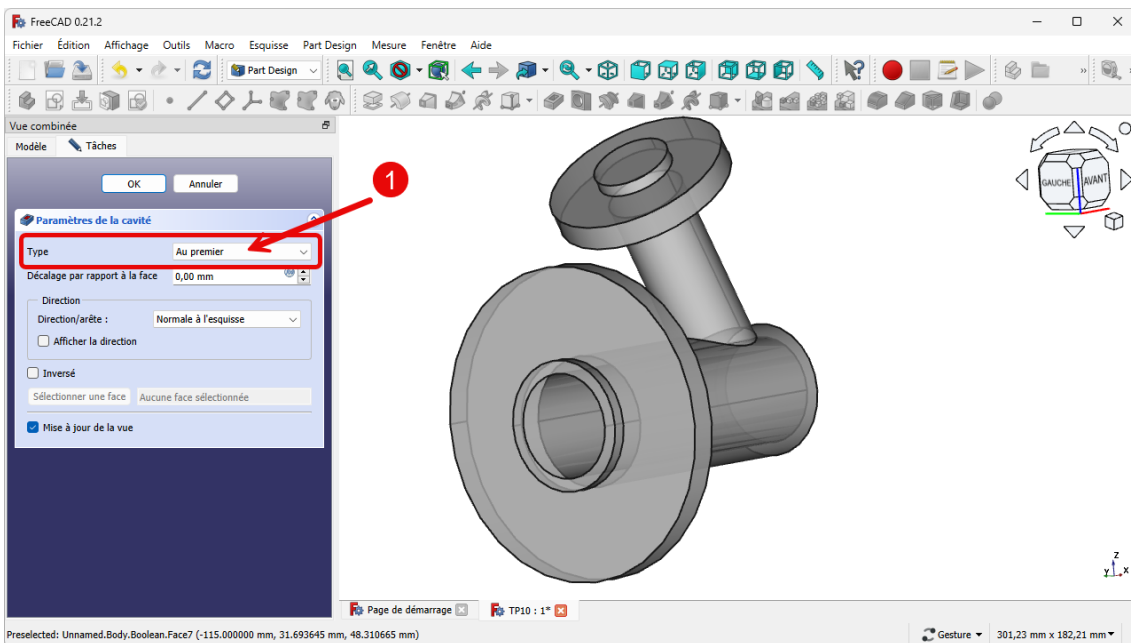 FreeCAD 0.21.2
Fichier Édition Affichage Outils Macro Esquisse Part Design Mesure Fenêtre Aide
Part Design
Vue combinée
Modèle Tâches
OK Annuler
1
Paramètres de la cavité
Type Au premier
Décalage par rapport à la face 0,00 mm
Direction
Direction/arête : Normale à l'esquisse
Afficher la direction
Inversé
Sélectionner une face Aucune face sélectionnée
Mise à jour de la vue
GAUCHE AVANT
Z
Y X
Page de démarrage TP10 : 1*
Preselected: Unnamed.Body.Boolean.Face7 (-115.000000 mm, 31.693645 mm, 48.310665 mm) Gesture 301,23 mm x 182,21 mm